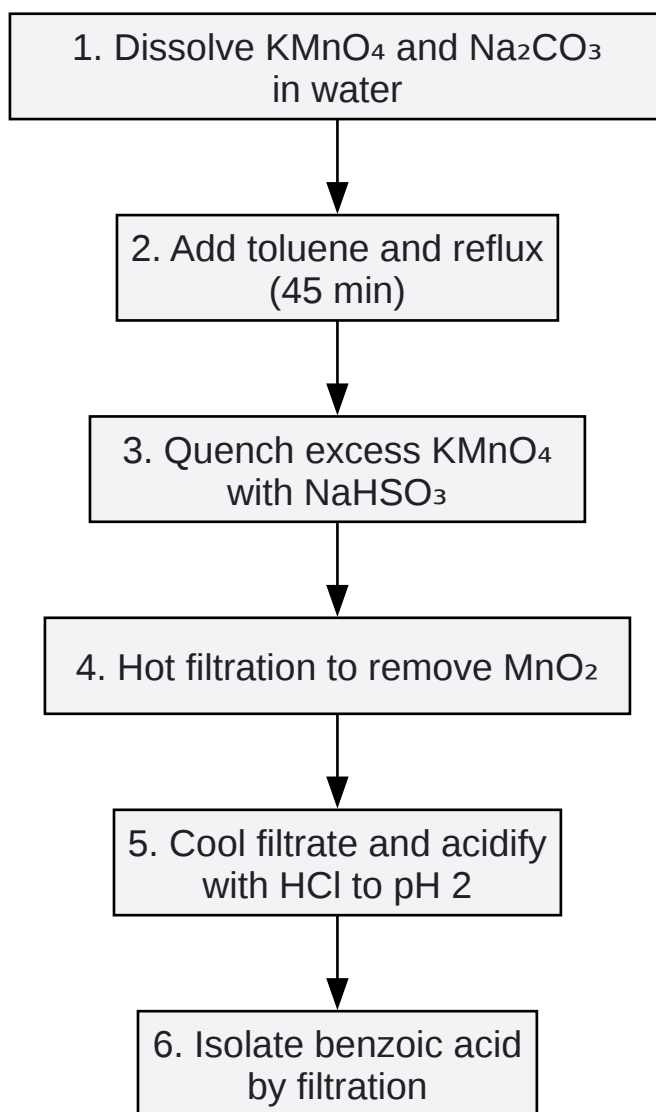 1. Dissolve KMnO₄ and Na₂CO₃
in water
2. Add toluene and reflux
(45 min)
3. Quench excess KMnO₄
with NaHSO₃
4. Hot filtration to remove MnO₂
5. Cool filtrate and acidify
with HCl to pH 2
6. Isolate benzoic acid
by filtration